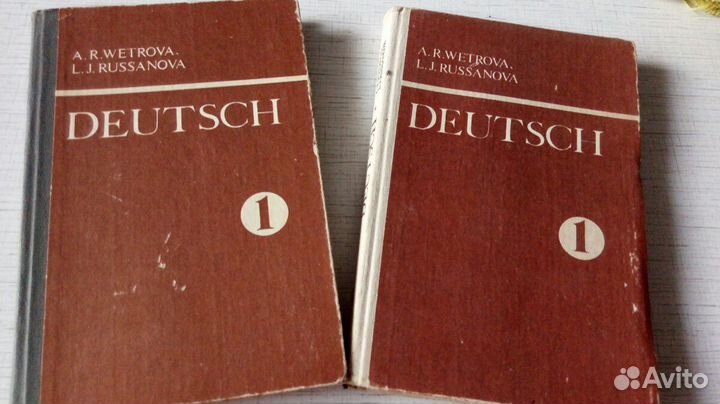 A.R.WETROVA.
L.J.RUSSANOVA
DEUTSCH
1
A.R.WETROVA.
L.J.RUSSANOVA
DEUTSCH
1
Avito